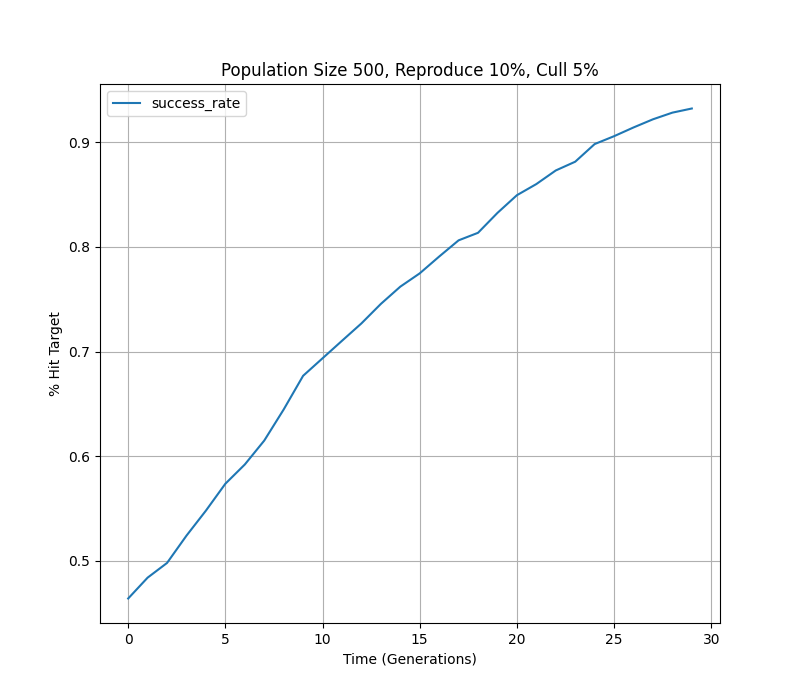 Population Size 500, Reproduce 10%, Cull 5%
success_rate
% Hit Target
0.9
0.8
0.7
0.6
0.5
0 5 10 15 20 25 30
Time (Generations)